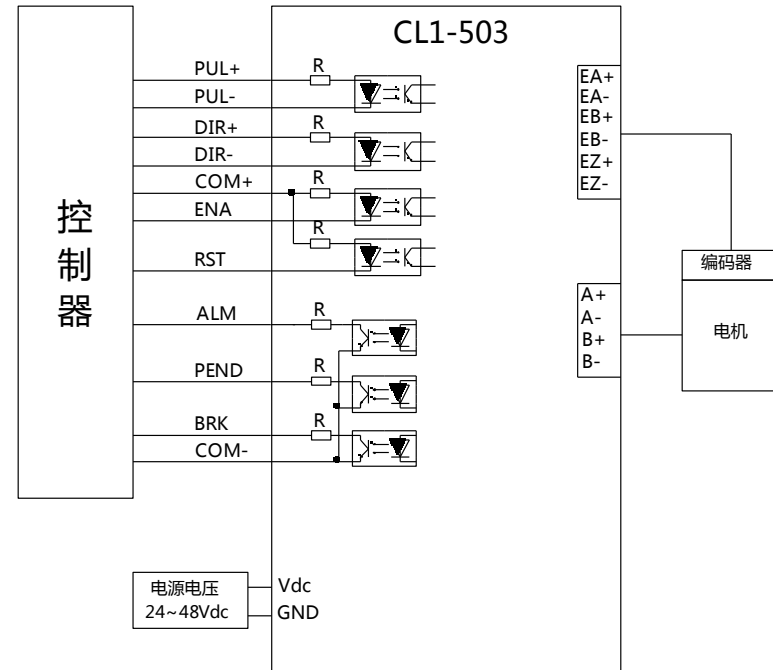 CL1-503
控
制
器
PUL+
R
PUL-
DIR+
R
DIR-
COM+
R
ENA
R
RST
ALM
R
PEND
R
BRK
R
COM-
EA+
EA-
EB+
EB-
EZ+
EZ-
A+
A-
B+
B-
编码器
电机
电源电压
24~48Vdc
Vdc
GND